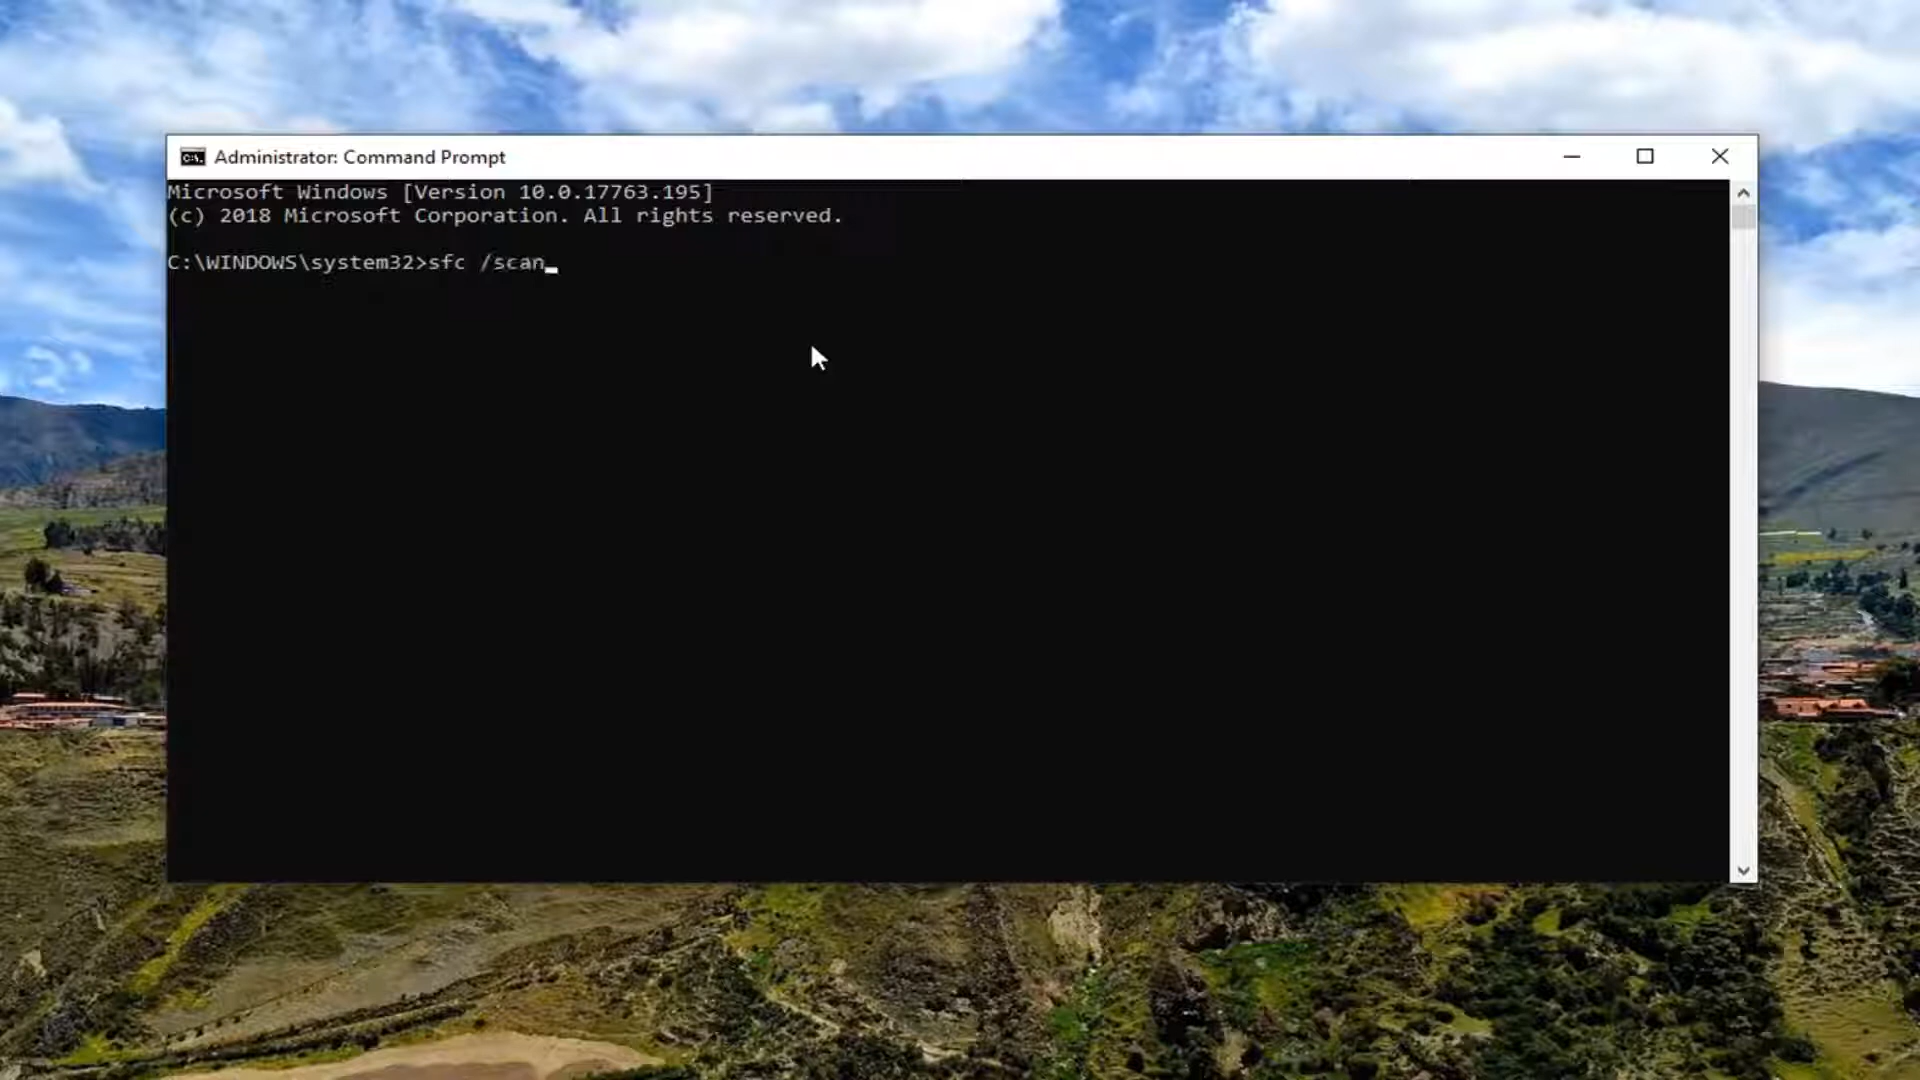 Administrator: Command Prompt
Microsoft Windows [Version 10.0.17763.195]
(c) 2018 Microsoft Corporation. All rights reserved.
C:\WINDOWS\system32>sfc /scan